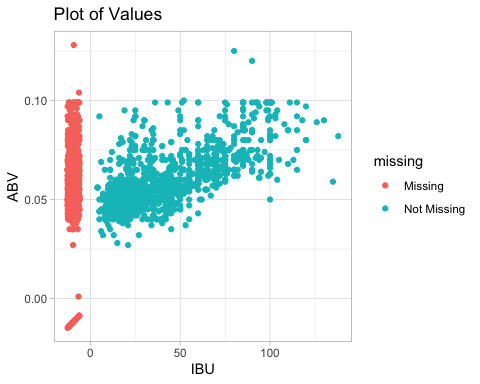 Plot of Values
0.10
0.05
0.00
ABV
0
50
100
IBU
missing
Missing
Not Missing